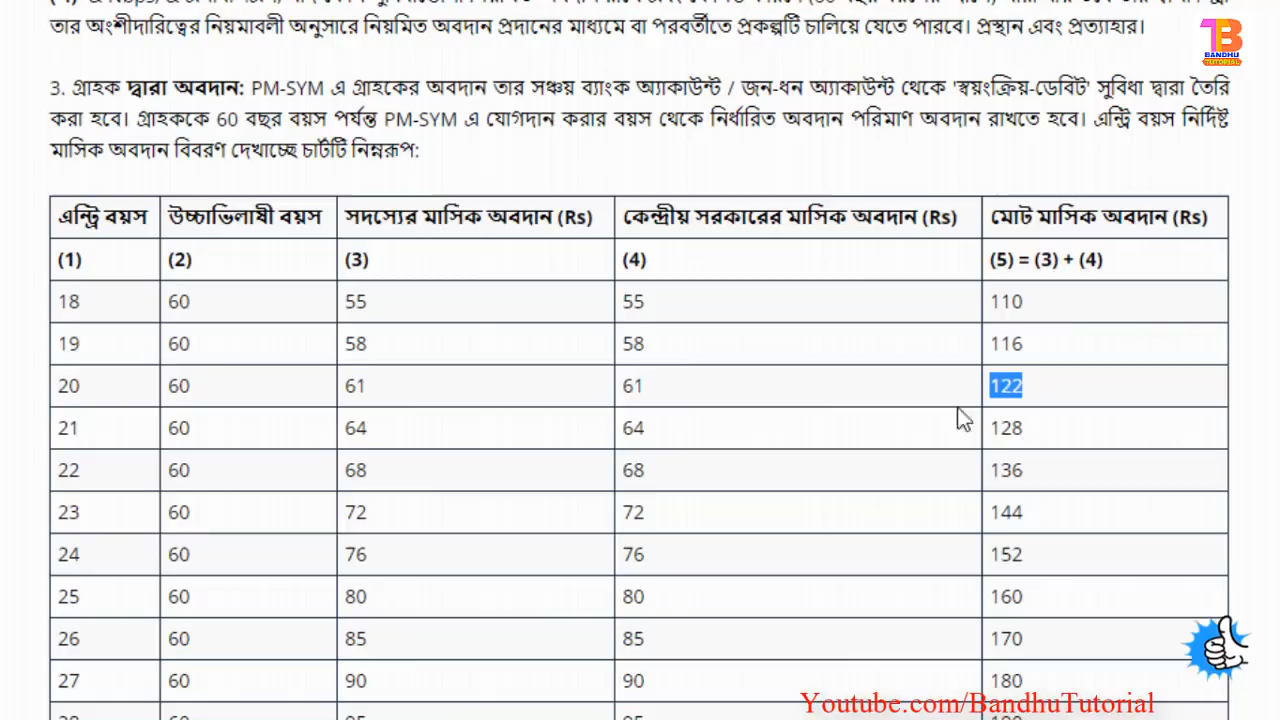 তার অংশীদারিত্বের নিয়মাবলী অনুসারে নিয়মিত অবদান প্রদানের মাধ্যমে বা পরবর্তীতে প্রকল্পটি চালিয়ে যেতে পারবে। প্রস্থান এবং প্রত্যাহার।
TB
BANDHU
TUTORIAL
3. গ্রাহক দ্বারা অবদান: PM-SYM এ গ্রাহকের অবদান তার সঞ্চয় ব্যাংক অ্যাকাউন্ট / জন-ধন অ্যাকাউন্ট থেকে 'স্বয়ংক্রিয়-ডেবিট' সুবিধা দ্বারা তৈরি
করা হবে। গ্রাহককে 60 বছর বয়স পর্যন্ত PM-SYM এ যোগদান করার বয়স থেকে নির্ধারিত অবদান পরিমাণ অবদান রাখতে হবে। এন্ট্রি বয়স নির্দিষ্ট
মাসিক অবদান বিবরণ দেখাচ্ছে চার্টটি নিম্নরূপ:
এন্ট্রি বয়স উচ্চাভিলাষী বয়স সদস্যের মাসিক অবদান (Rs) কেন্দ্রীয় সরকারের মাসিক অবদান (Rs) মোট মাসিক অবদান (Rs)
(1) (2) (3) (4) (5) = (3) + (4)
18 60 55 55 110
19 60 58 58 116
20 60 61 61 122
21 60 64 64 128
22 60 68 68 136
23 60 72 72 144
24 60 76 76 152
25 60 80 80 160
26 60 85 85 170
27 60 90 90 180
Youtube.com/BandhuTutorial